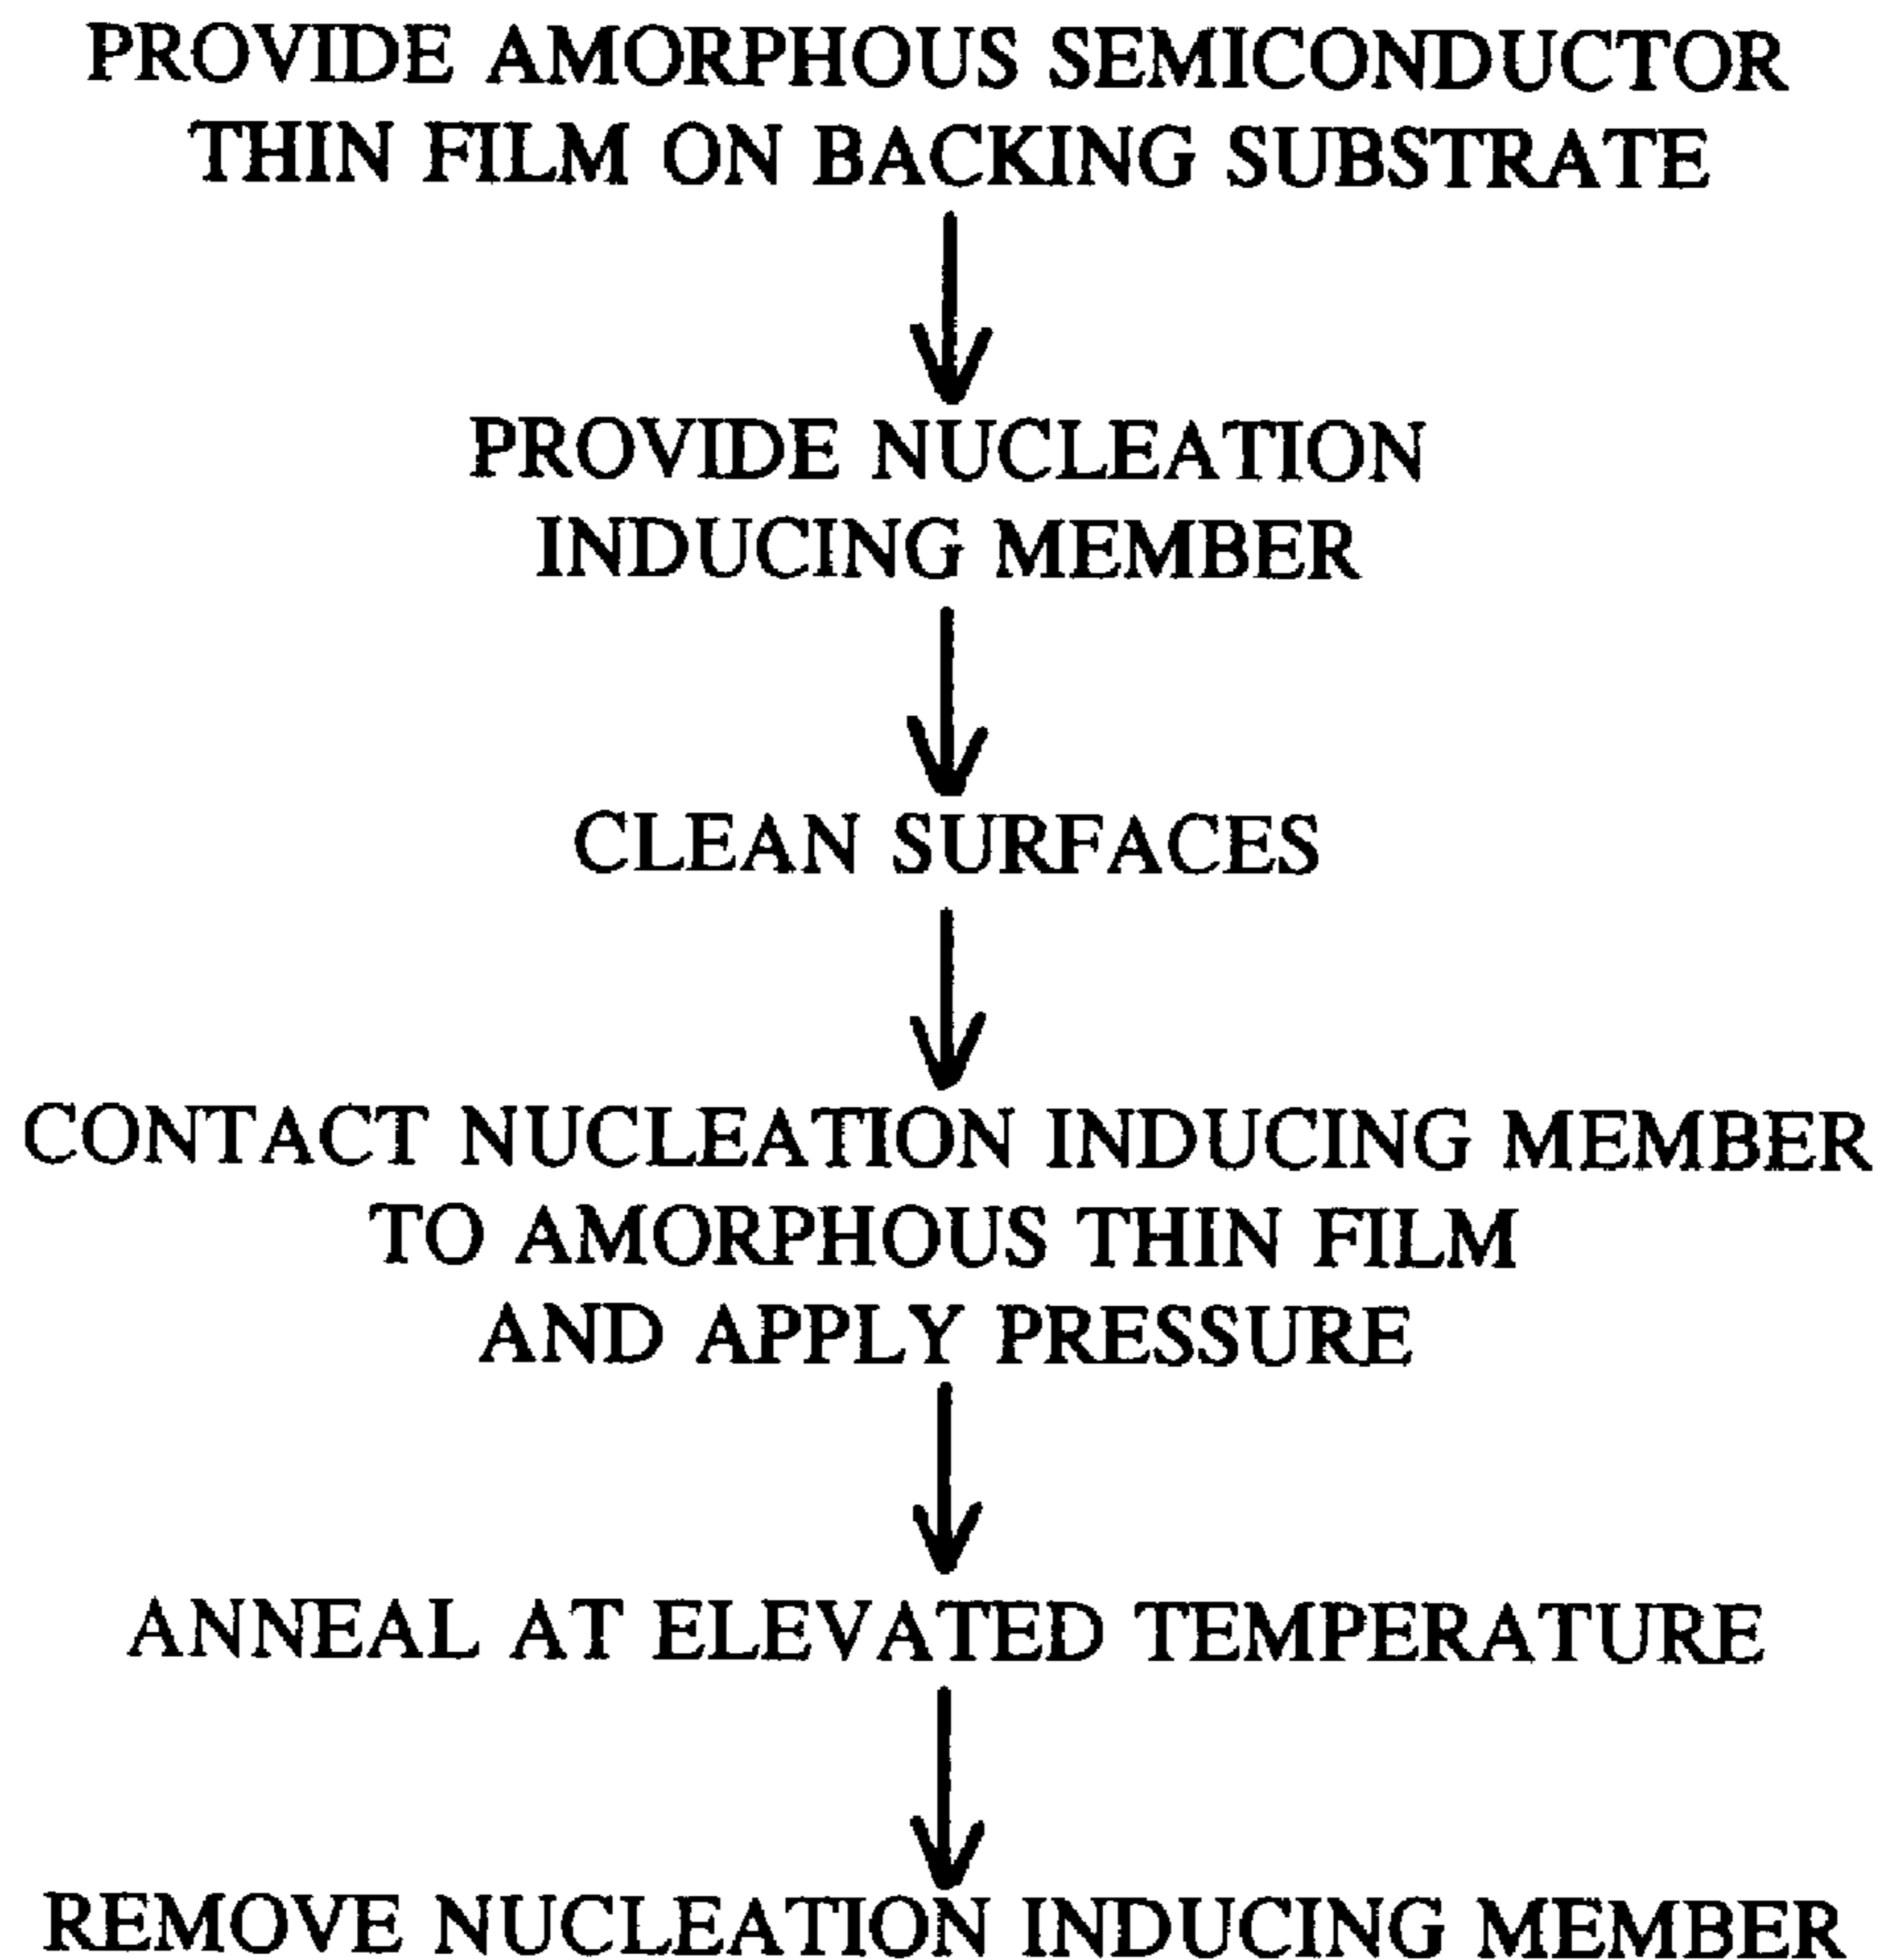 PROVIDE AMORPHOUS SEMICONDUCTOR
THIN FILM ON BACKING SUBSTRATE
PROVIDE NUCLEATION
INDUCING MEMBER
CLEAN SURFACES
CONTACT NUCLEATION INDUCING MEMBER
TO AMORPHOUS THIN FILM
AND APPLY PRESSURE
ANNEAL AT ELEVATED TEMPERATURE
REMOVE NUCLEATION INDUCING MEMBER